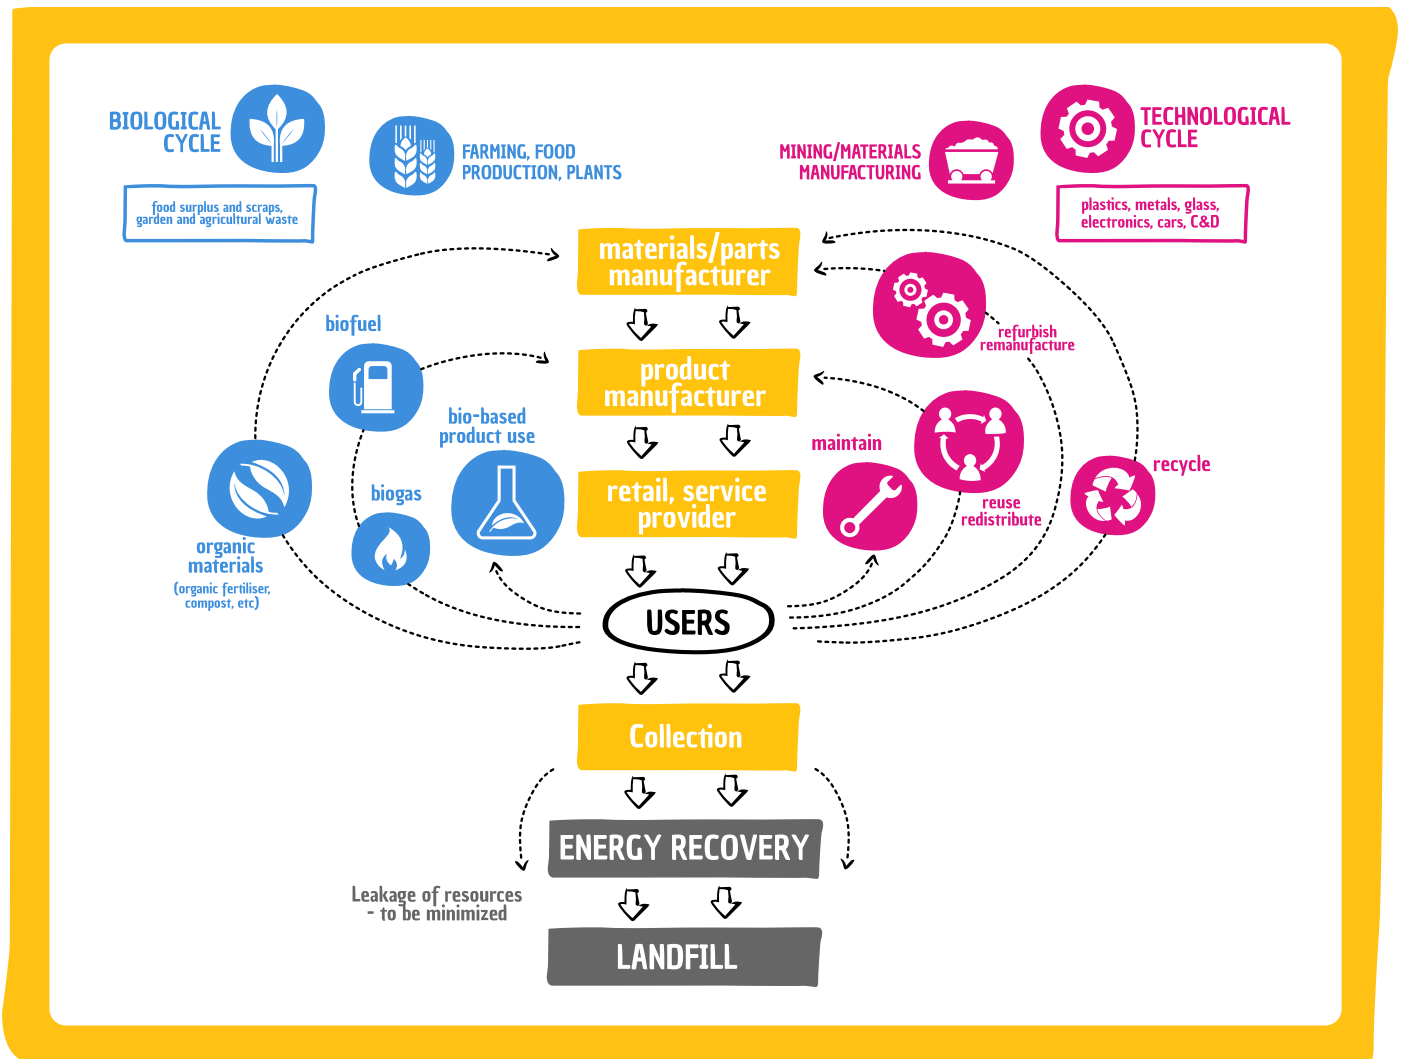 BIOLOGICAL
CYCLE
food surplus and scraps,
garden and agricultural waste
FARMING, FOOD
PRODUCTION, PLANTS
MINING/MATERIALS
MANUFACTURING
TECHNOLOGICAL
CYCLE
plastics, metals, glass,
electronics, cars, C&D
materials/parts
manufacturer
biofuel
refurbish
remanufacture
product
manufacturer
bio-based
product use
maintain
recycle
biogas
retail, service
provider
reuse
redistribute
organic
materials
(organic fertiliser,
compost, etc)
USERS
Collection
ENERGY RECOVERY
Leakage of resources
- to be minimized
LANDFILL